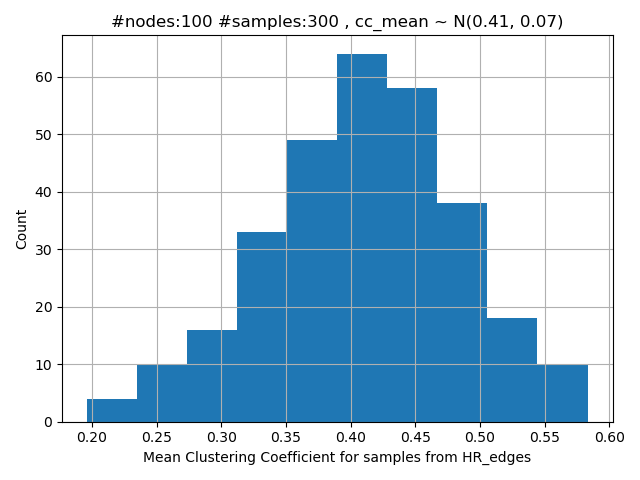 #nodes:100 #samples:300 , cc_mean ~ N(0.41, 0.07)
60
50
40
30
20
10
0
Count
0.20 0.25 0.30 0.35 0.40 0.45 0.50 0.55 0.60
Mean Clustering Coefficient for samples from HR_edges